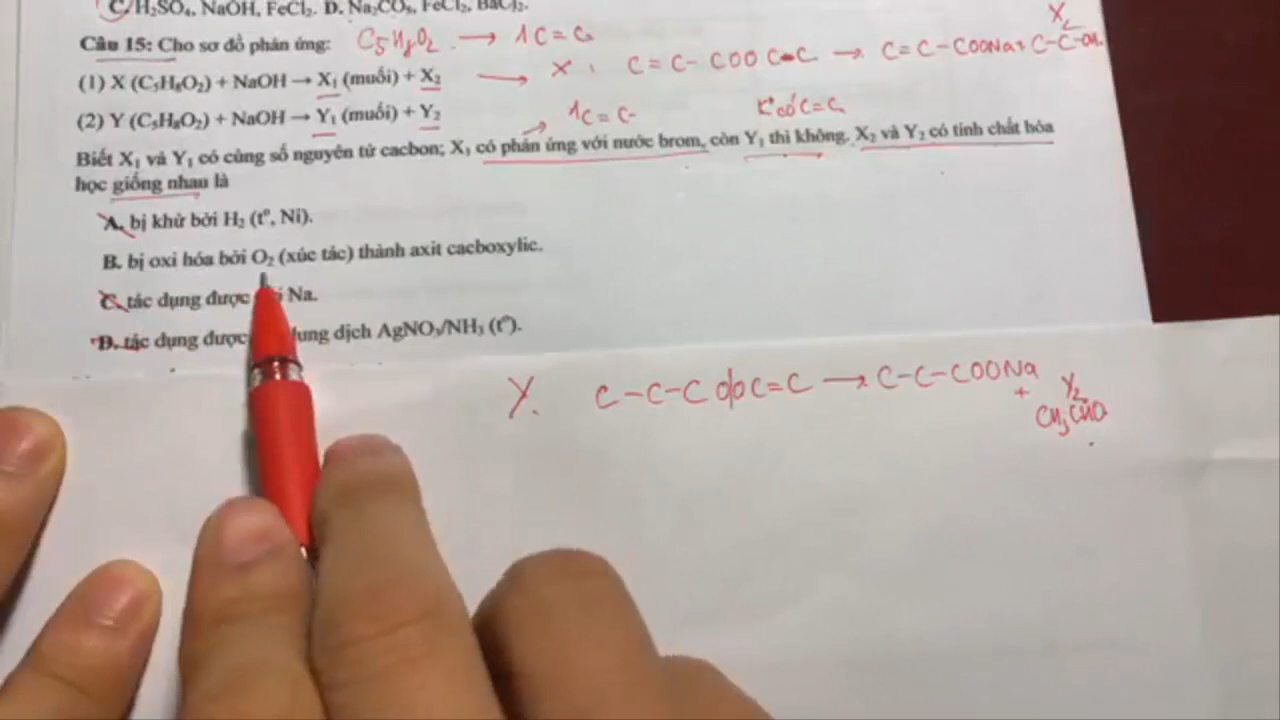 C. H₂SO₄, NaOH, FeCl₂. D. Na₂CO₃, FeCl₂, BaCl₂.
Câu 15: Cho sơ đồ phản ứng: C₅H₈O₂ → 1C=C
X₂
(1) X (C₅H₈O₂) + NaOH → X₁ (muối) + X₂ → X: C=C-COOC-C → C=C-COONa + C-C-OH
(2) Y (C₅H₈O₂) + NaOH → Y₁ (muối) + Y₂ 1C=C K° có C=C
Biết X₁ và Y₁ có cùng số nguyên tử cacbon; X₁ có phản ứng với nước brom, còn Y₁ thì không. X₂ và Y₂ có tính chất hóa
học giống nhau là
A. bị khử bởi H₂ (tº, Ni).
B. bị oxi hóa bởi O₂ (xúc tác) thành axit cacboxylic.
C. tác dụng được Na.
D. tác dụng được dung dịch AgNO₃/NH₃ (tº).
Y. C-C-COOC=C → C-C-COONa
+ Y₂
CH₃CHO